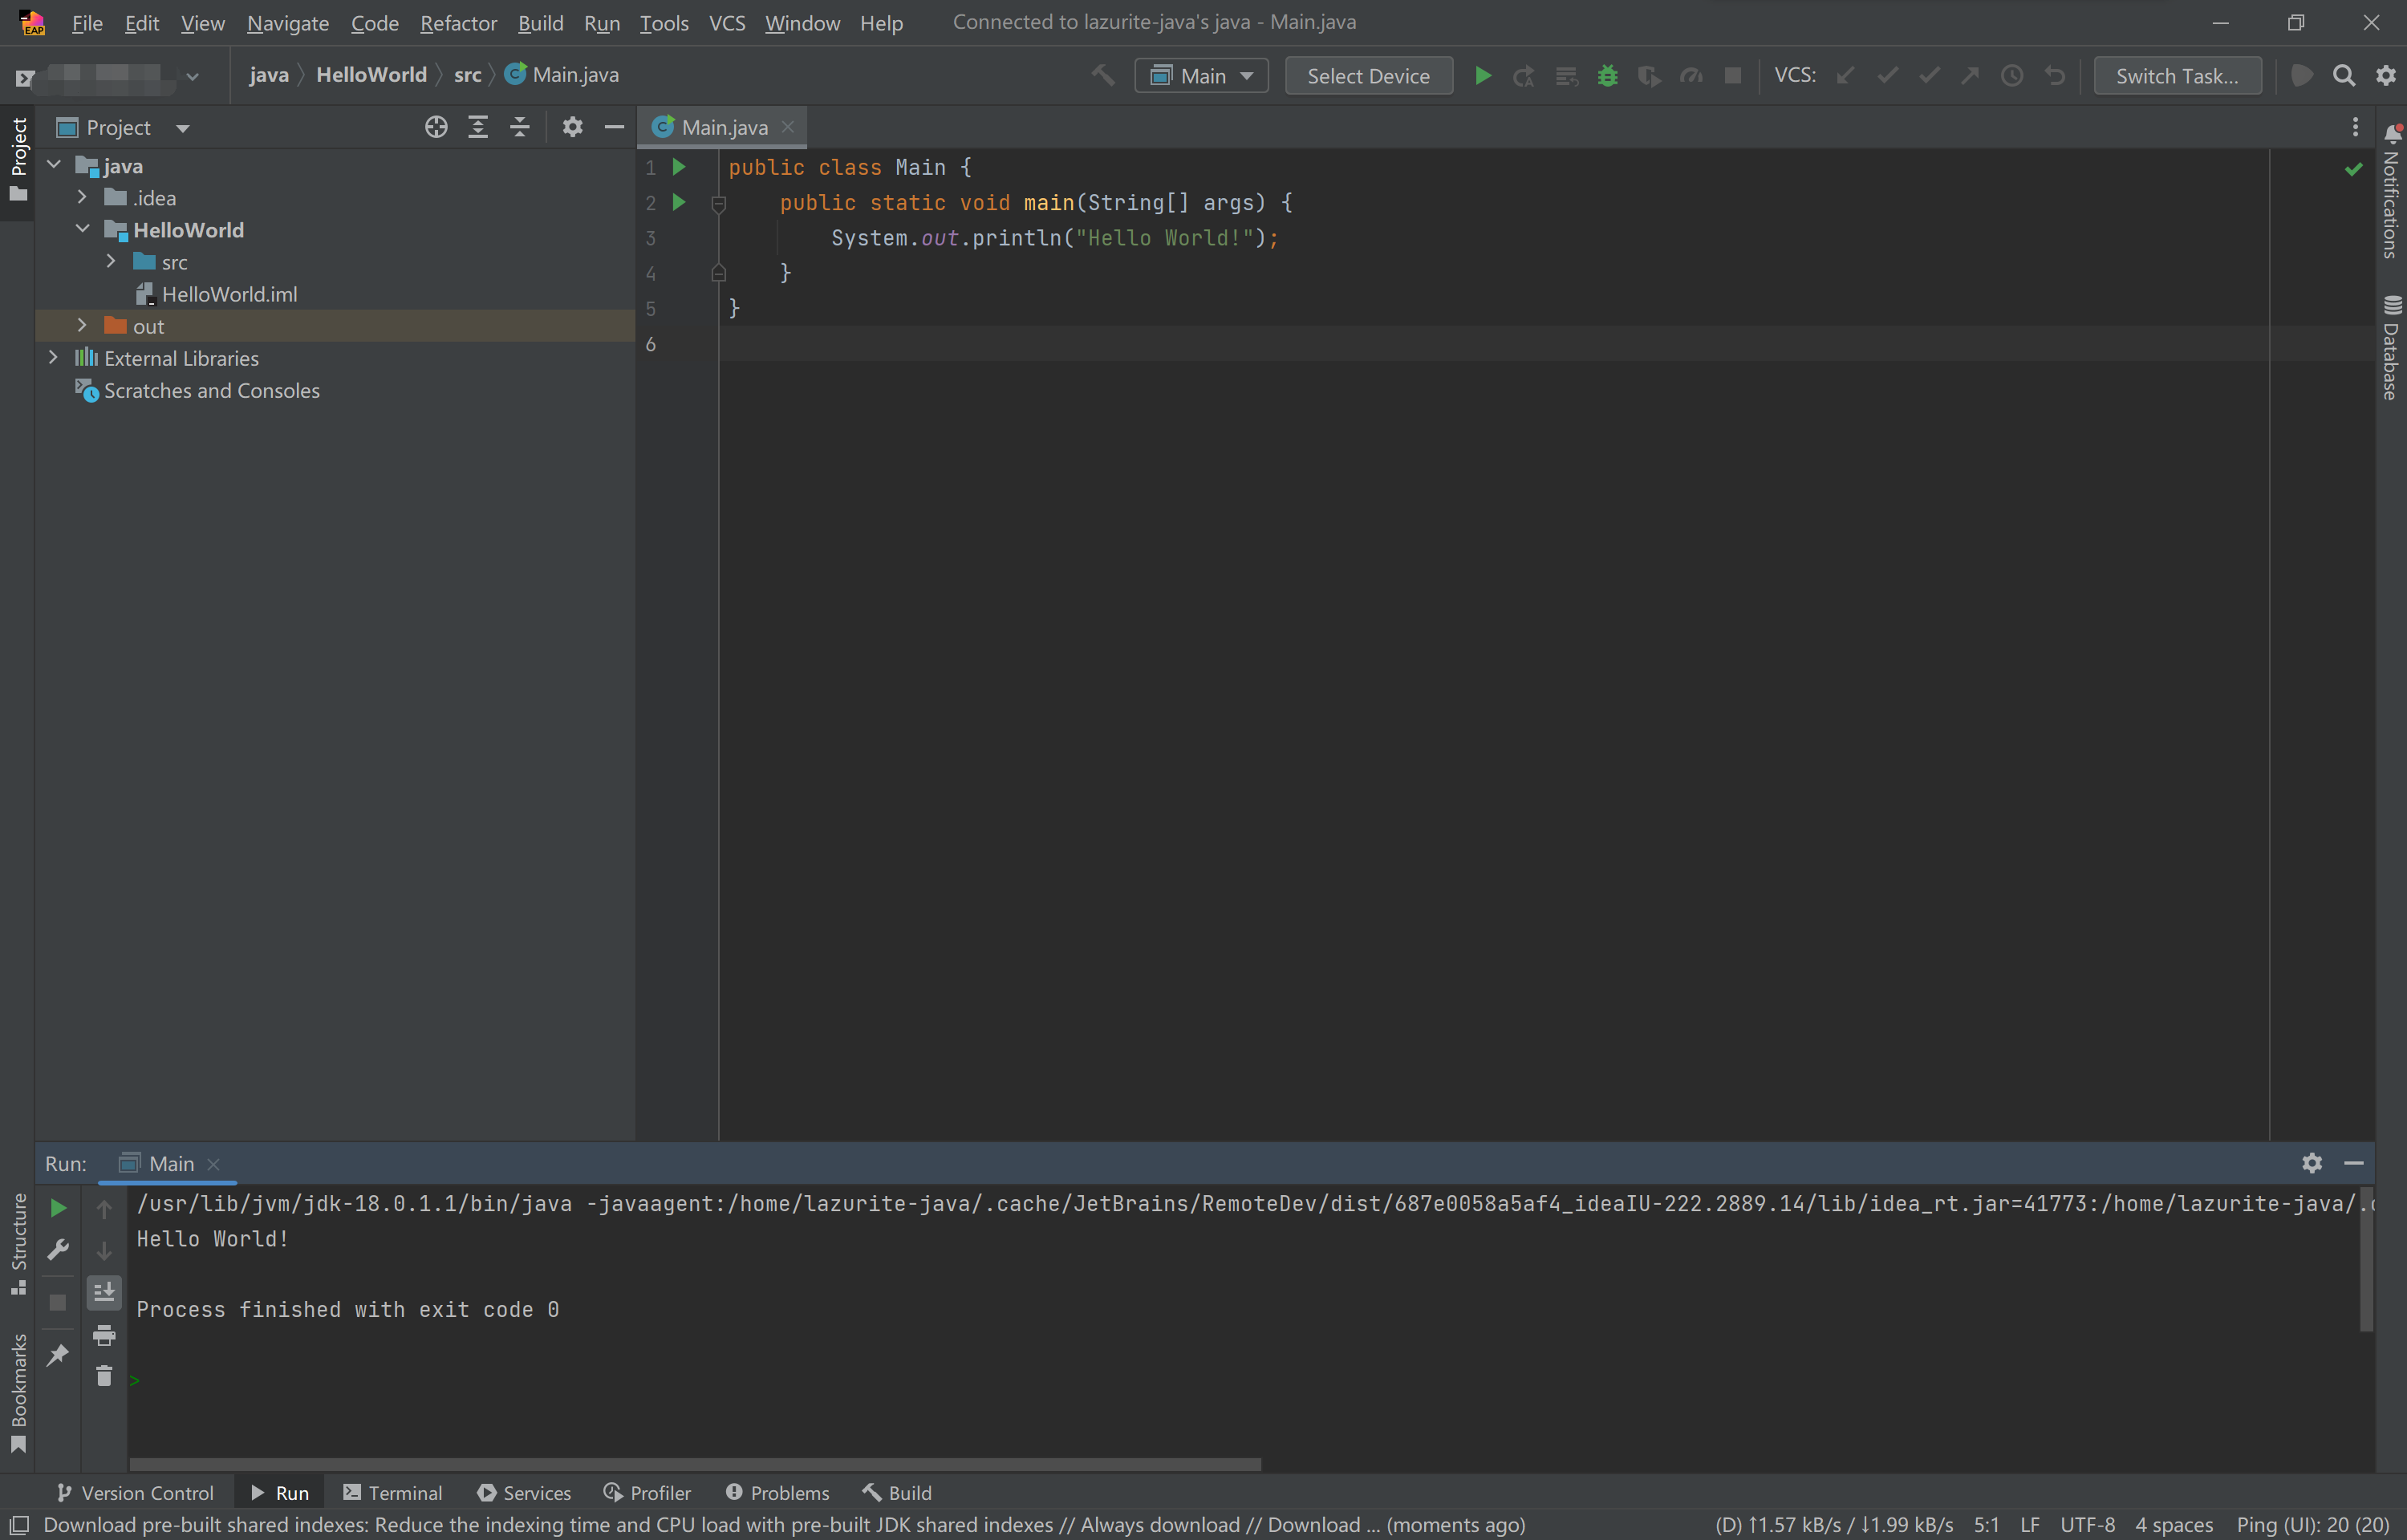 EAP File Edit View Navigate Code Refactor Build Run Tools VCS Window Help Connected to lazurite-java's java - Main.java
java HelloWorld src Main.java Main Select Device VCS: Switch Task...
Project
Project
Main.java
java
.idea
HelloWorld
src
HelloWorld.iml
out
External Libraries
Scratches and Consoles
1 public class Main {
2 public static void main(String[] args) {
3 System.out.println("Hello World!");
4 }
5 }
6
Notifications
Database
Run: Main
/usr/lib/jvm/jdk-18.0.1.1/bin/java -javaagent:/home/lazurite-java/.cache/JetBrains/RemoteDev/dist/687e0058a5af4_ideaIU-222.2889.14/lib/idea_rt.jar=41773:/home/lazurite-java/.
Hello World!
Process finished with exit code 0
>
Structure
Bookmarks
Version Control Run Terminal Services Profiler Problems Build
Download pre-built shared indexes: Reduce the indexing time and CPU load with pre-built JDK shared indexes // Always download // Download ... (moments ago) (D) ↑1.57 kB/s / ↓1.99 kB/s 5:1 LF UTF-8 4 spaces Ping (UI): 20 (20)